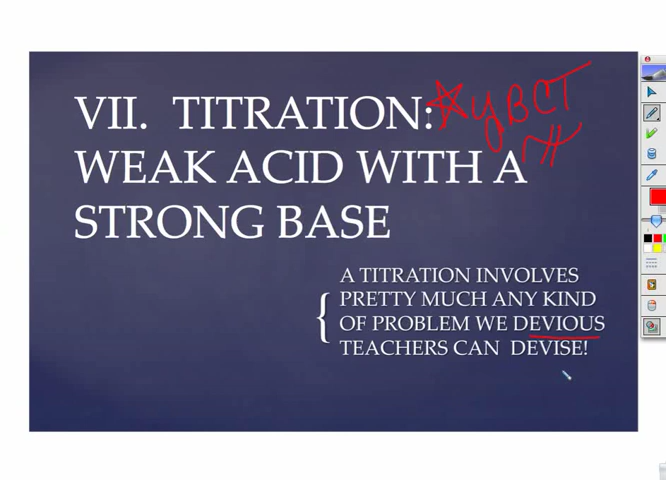 VII. TITRATION:
WEAK ACID WITH A
STRONG BASE
yBCT
A TITRATION INVOLVES
PRETTY MUCH ANY KIND
OF PROBLEM WE DEVIOUS
TEACHERS CAN DEVISE!